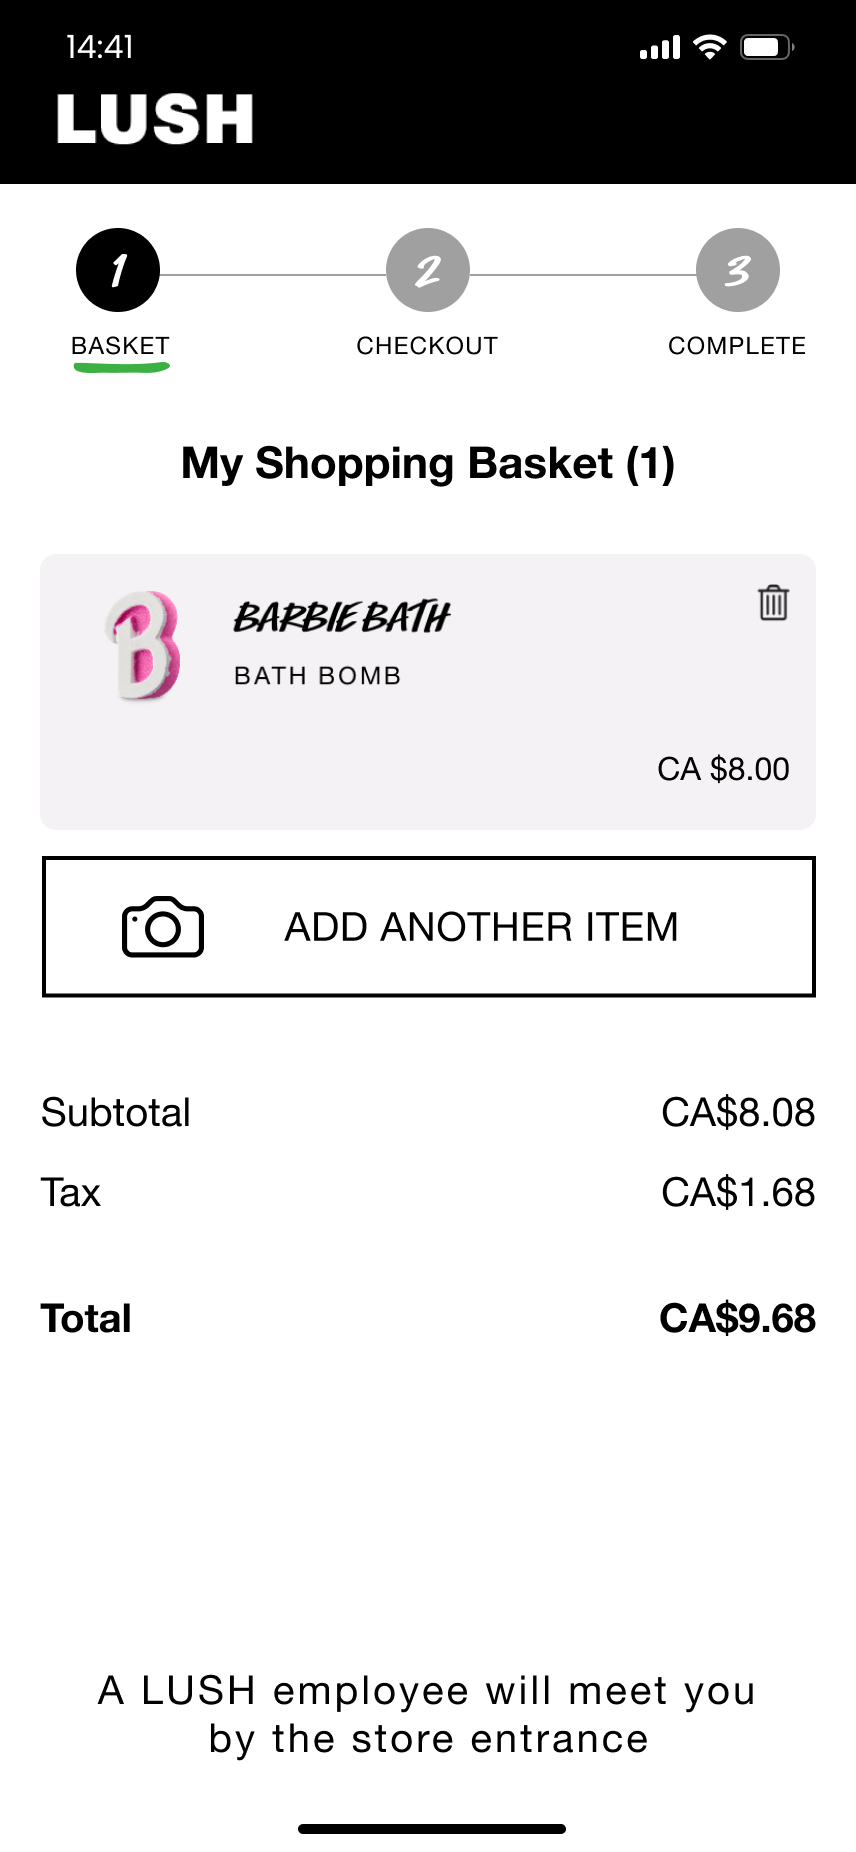 14:41
LUSH
1
2
3
BASKET
CHECKOUT
COMPLETE
My Shopping Basket (1)
BARBIE BATH
BATH BOMB
CA $8.00
ADD ANOTHER ITEM
Subtotal CA$8.08
Tax CA$1.68
Total CA$9.68
A LUSH employee will meet you
by the store entrance